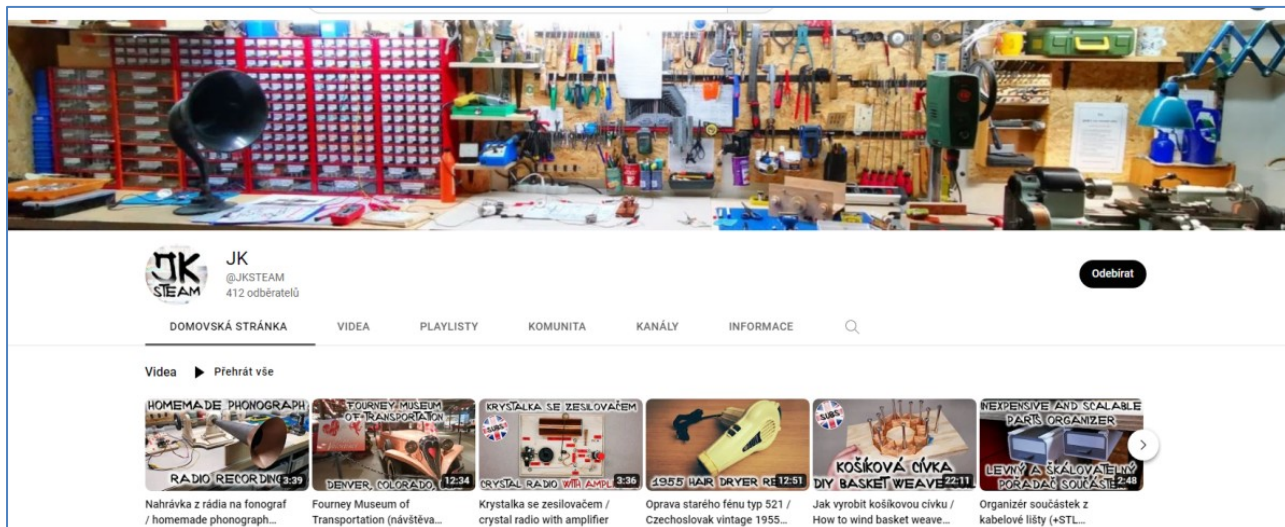 JK
STEAM
JK
@JKSTEAM
412 odběratelů
Odebírat
DOMOVSKÁ STRÁNKA
VIDEA
PLAYLISTY
KOMUNITA
KANÁLY
INFORMACE
Videa
Přehrát vše
HOMEMADE PHONOGRAPH
RADIO RECORDING
3:39
Nahrávka z rádia na fonograf
/ homemade phonograph...
FOURNEY MUSEUM
OF TRANSPORTATION
DENVER, COLORADO,
12:34
Fourney Museum of
Transportation (návštěva...
KRYSTALKA SE ZESILOVAČEM
SUBS
CRYSTAL RADIO WITH AMPL
3:36
Krystalka se zesilovačem /
crystal radio with amplifier
1955 HAIR DRYER RE
12:51
Oprava starého fénu typ 521 /
Czechoslovak vintage 1955...
SUBS
KOŠÍKOVÁ CÍVKA
DIY BASKET WEAVE
22:11
Jak vyrobit košíkovou cívku /
How to wind basket weave...
INEXPENSIVE AND SCALABLE
PARTS ORGANIZER
LEVNÝ A ŠKÁLOVATELNÝ
POŘADAČ SOUČÁSTE
2:48
Organizér součástek z
kabelové lišty (+STL...